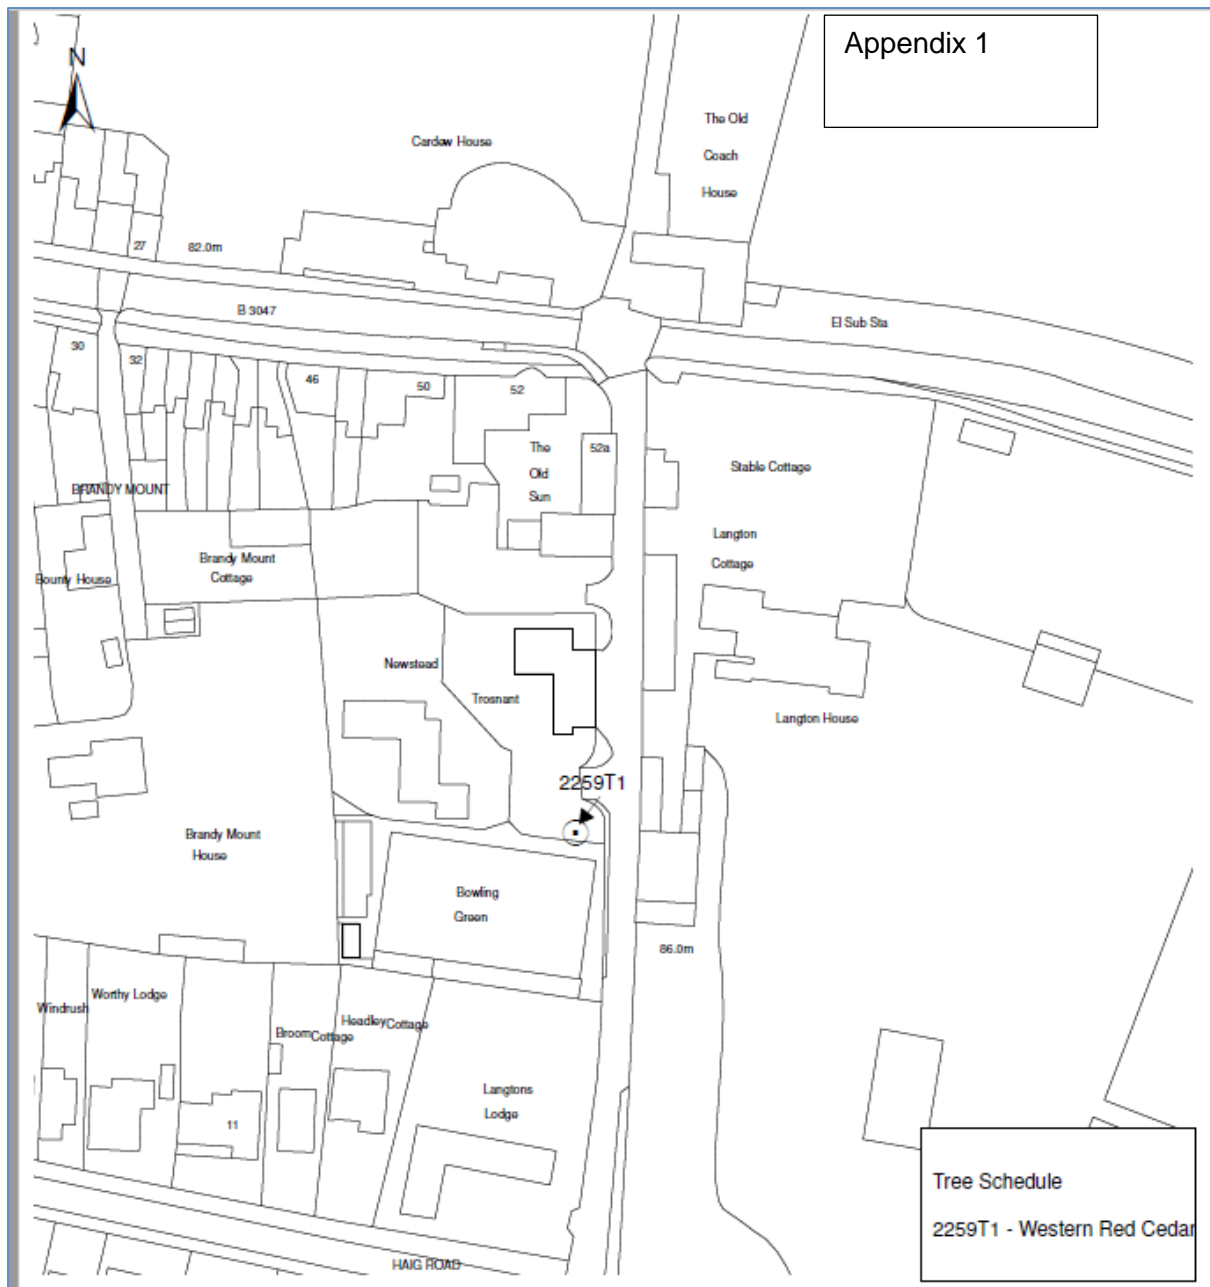 Appendix 1
N
The Old
Coach
House
Cardew House
27
82.0m
B 3047
El Sub Sta
30
32
46
50
52
The
Old
Sun
52a
Stable Cottage
BRANDY MOUNT
Langton
Cottage
Brandy Mount
Cottage
Bounty House
Newstead
Trosnant
Langton House
2259T1
Brandy Mount
House
Bowling
Green
86.0m
Windrush
Worthy Lodge
Broom Cottage
Headley Cottage
Langtons
Lodge
11
Tree Schedule
2259T1 - Western Red Cedar
HAIG ROAD